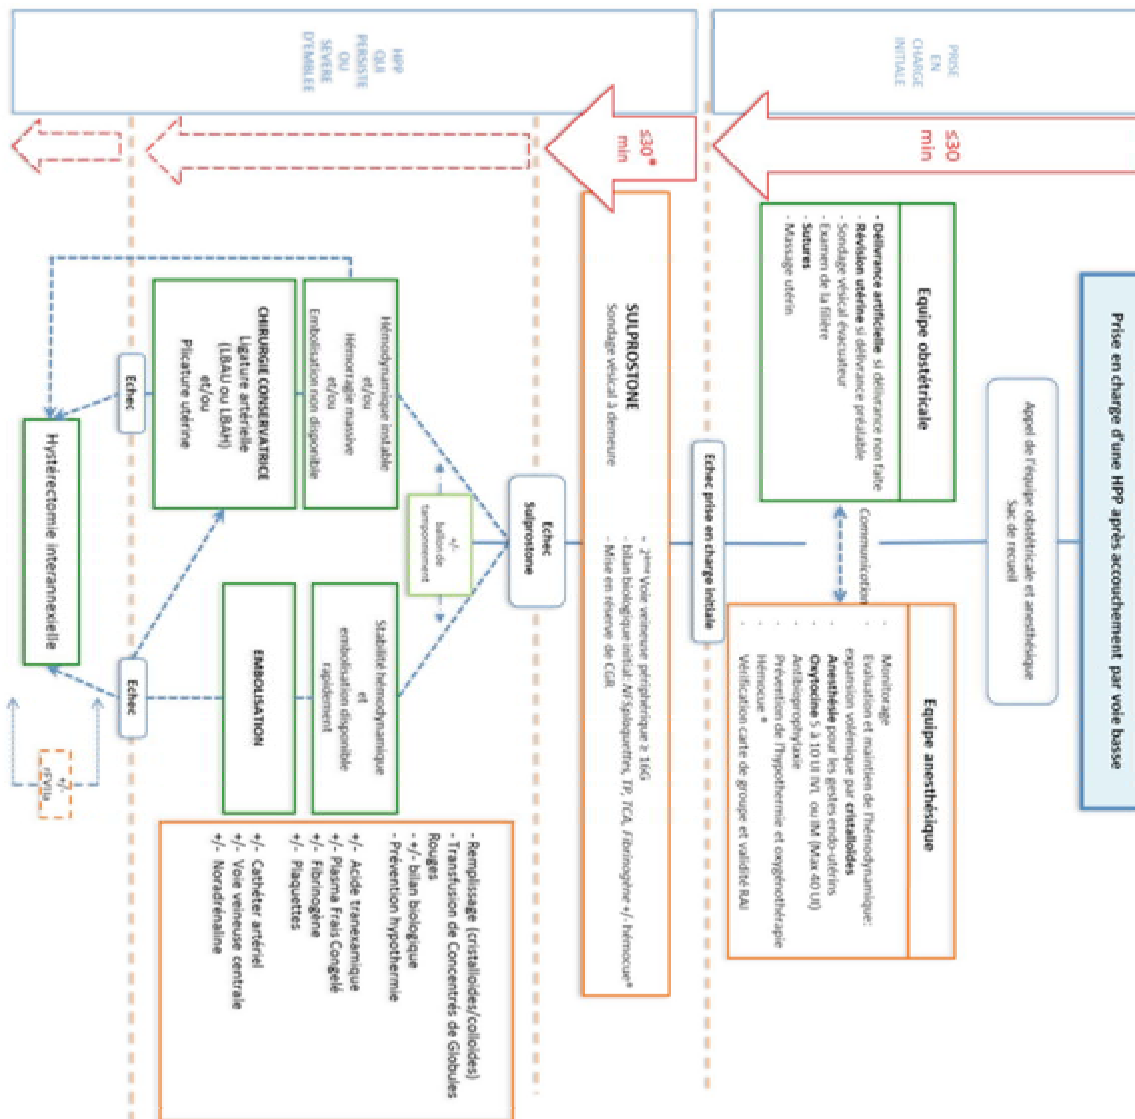 Prise en charge d'une HPP après accouchement par voie basse
Appel de l'équipe obstétricale et anesthésique
Sac de recueil
PRISE
EN
CHARGE
INITIALE
≤30
min
Equipe obstétricale
- Délivrance artificielle si délivrance non faite
- Révision utérine si délivrance préalable
- Sondage vésical évacuateur
- Examen de la filière
- Sutures
- Massage utérin
Communication
Equipe anesthésique
- Monitorage
- Evaluation et maintien de l'hémodynamique:
expansion volémique par cristalloïdes
- Anesthésie pour les gestes endo-utérins
- Oxytocine 5 à 10 UI IVL ou IM (Max 40 UI)
- Antibioprophylaxie
- Prévention de l'hypothermie et oxygénothérapie
- Hémocue ®
- Vérification carte de groupe et validité RAI
Echec prise en charge initiale
HPP
QUI
PERSISTE
OU
SEVERE
D'EMBLEE
≤30*
min
SULPROSTONE
Sondage vésical à demeure
- 2ème Voie veineuse périphérique ≥ 16G
- bilan biologique initial: NFSplaquettes, TP, TCA, Fibrinogène +/- hémocue®
- Mise en réserve de CGR
Echec
Sulprostone
+/-
ballon de
tamponnement
Hémodynamique instable
et/ou
Hémorragie massive
et/ou
Embolisation non disponible
CHIRURGIE CONSERVATRICE
Ligature artérielle
(LBAU ou LBAH)
et/ou
Plicature utérine
Stabilité hémodynamique
et
embolisation disponible
rapidement
EMBOLISATION
- Remplissage (cristalloïdes/colloïdes)
- Transfusion de Concentrés de Globules
Rouges
- +/- bilan biologique
- Prévention hypothermie
+/- Acide tranexamique
+/- Plasma Frais Congelé
+/- Fibrinogène
+/- Plaquettes
+/- Cathéter artériel
+/- Voie veineuse centrale
+/- Noradrénaline
Echec
Echec
Hystérectomie interannexielle
+/-
rFVIIa